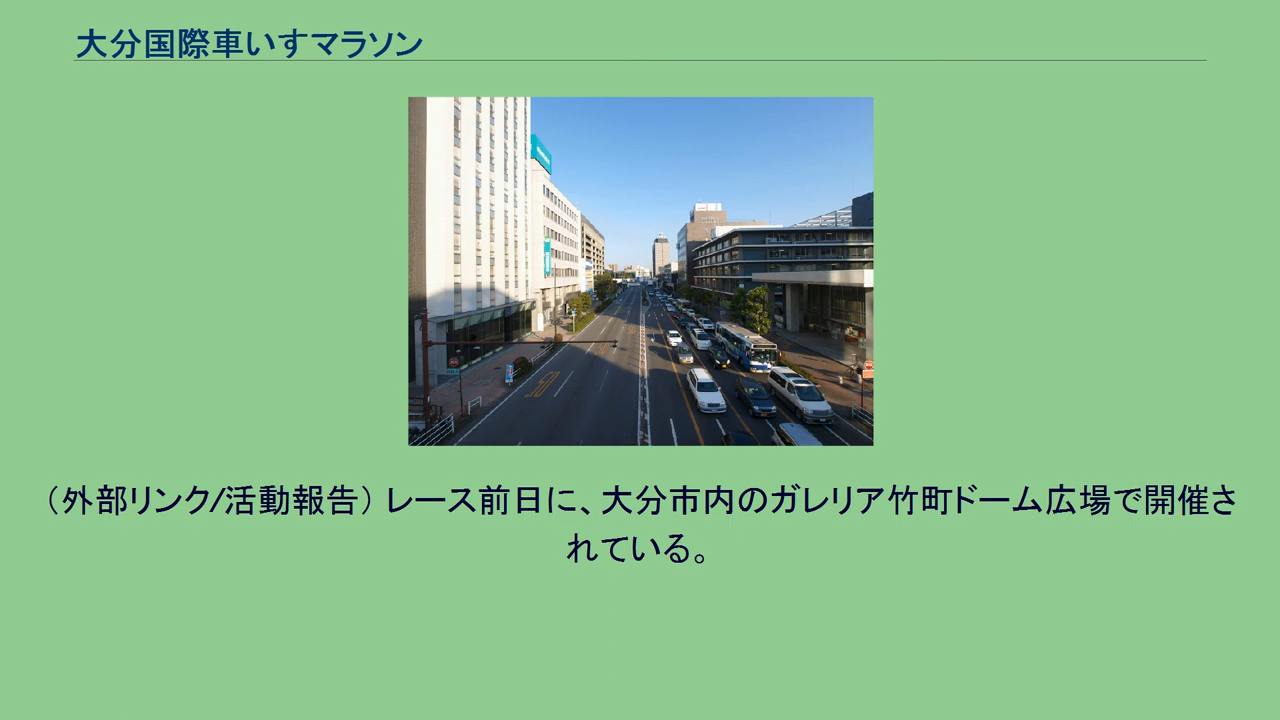 大分国際車いすマラソン
（外部リンク/活動報告） レース前日に、大分市内のガレリア竹町ドーム広場で開催さ
れている。